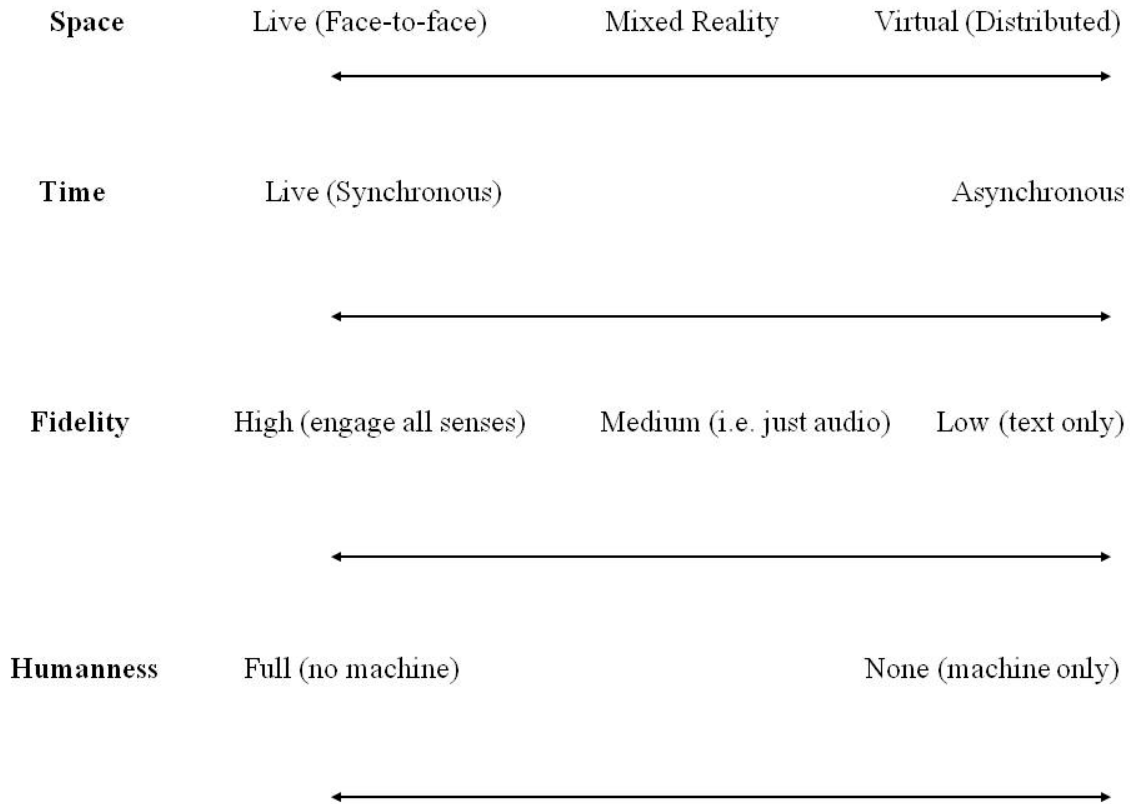 Space Live (Face-to-face) Mixed Reality Virtual (Distributed)
Time Live (Synchronous) Asynchronous
Fidelity High (engage all senses) Medium (i.e. just audio) Low (text only)
Humanness Full (no machine) None (machine only)